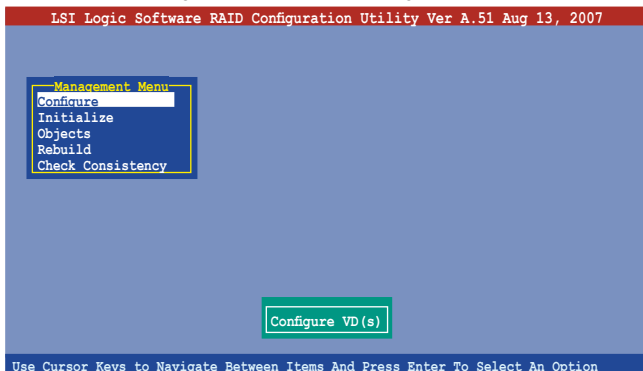 LSI Logic Software RAID Configuration Utility Ver A.51 Aug 13, 2007
Management Menu
Configure
Initialize
Objects
Rebuild
Check Consistency
Configure VD(s)
Use Cursor Keys to Navigate Between Items And Press Enter To Select An Option